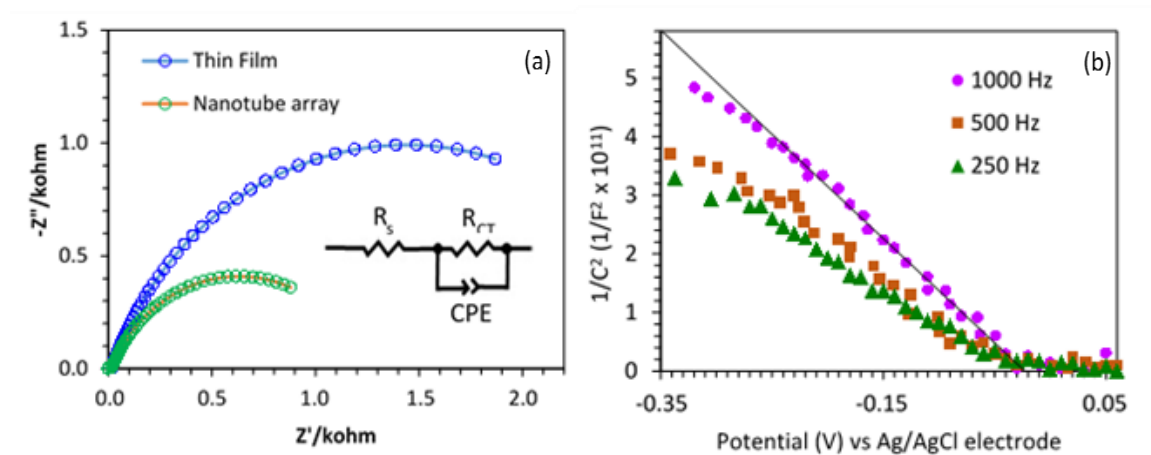 1.5
1.0
0.5
0.0
-Z"/kohm
Thin Film
Nanotube array
(a)
Rs
RCT
CPE
0.0 0.5 1.0 1.5 2.0
Z'/kohm
5
4
3
2
1
0
1/C² (1/F² x 10¹¹)
(b)
1000 Hz
500 Hz
250 Hz
-0.35 -0.15 0.05
Potential (V) vs Ag/AgCl electrode